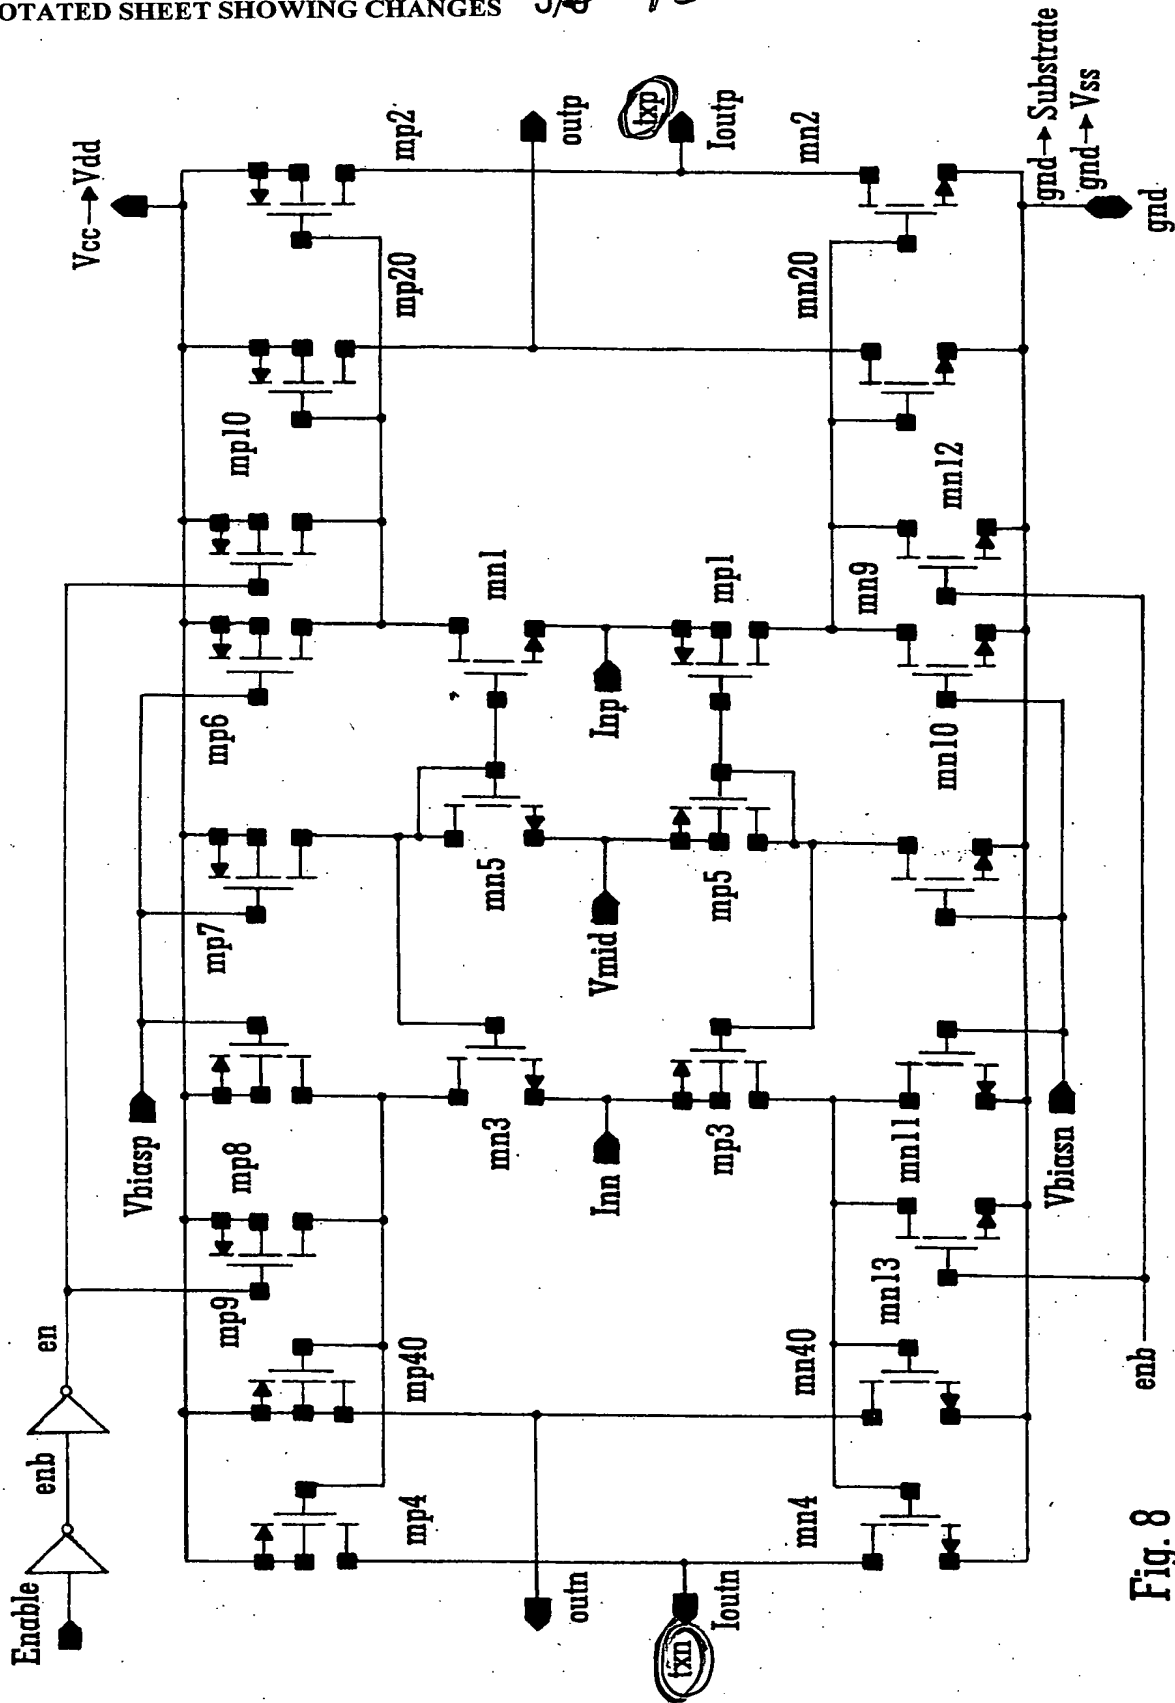 OTATED SHEET SHOWING CHANGES
Enable
enb
en
Vcc→Vdd
Vbiasp
mp9
mp8
mp7
mp6
mp10
mp20
mp2
mp4
mp40
outp
txp
Ioutp
mn3
mn5
mn1
Inn
Vmid
Inp
mp3
mp5
mp1
outn
txn
Ioutn
mn4
mn40
mn13
mn11
mn10
mn9
mn12
mn20
mn2
Vbiasn
enb
gnd→Substrate
gnd→Vss
gnd
Fig. 8